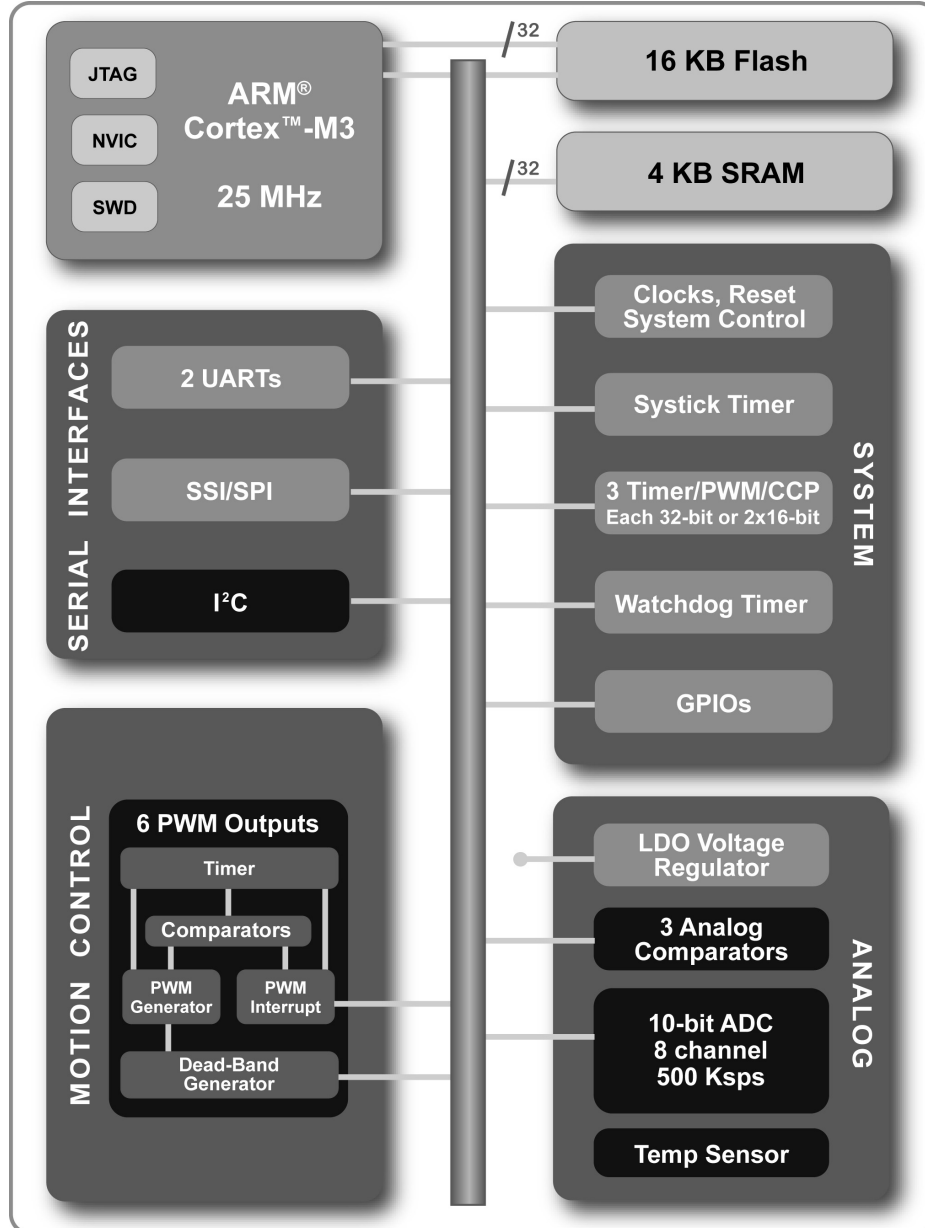 JTAG
NVIC
SWD
ARM®
Cortex™-M3
25 MHz
32
16 KB Flash
32
4 KB SRAM
SERIAL INTERFACES
2 UARTs
SSI/SPI
I²C
SYSTEM
Clocks, Reset
System Control
Systick Timer
3 Timer/PWM/CCP
Each 32-bit or 2x16-bit
Watchdog Timer
GPIOs
MOTION CONTROL
6 PWM Outputs
Timer
Comparators
PWM
Generator
PWM
Interrupt
Dead-Band
Generator
ANALOG
LDO Voltage
Regulator
3 Analog
Comparators
10-bit ADC
8 channel
500 Ksps
Temp Sensor